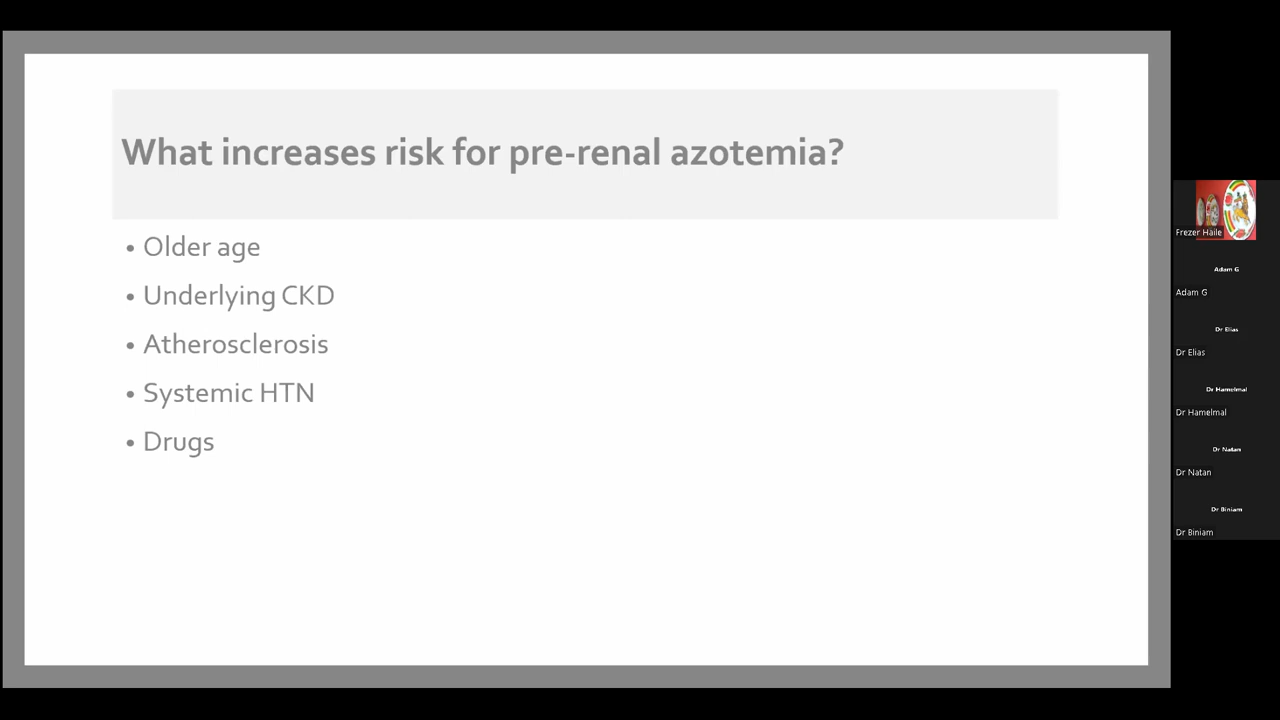 What increases risk for pre-renal azotemia?
• Older age
• Underlying CKD
• Atherosclerosis
• Systemic HTN
• Drugs
Frezer Haile
Adam G
Adam G
Dr Elias
Dr Elias
Dr Hamelmal
Dr Hamelmal
Dr Natan
Dr Natan
Dr Biniam
Dr Biniam